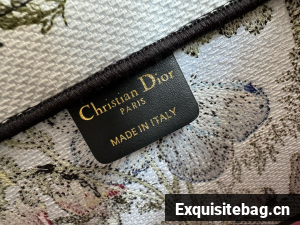 Christian Dior
PARIS
MADE IN ITALY
Exquisitebag.cn